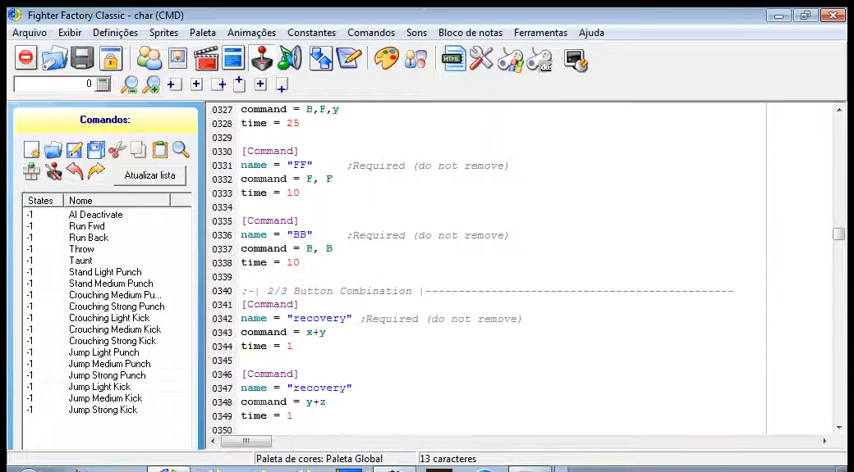 Fighter Factory Classic - char (CMD)
Arquivo Exibir Definições Sprites Paleta Animações Constantes Comandos Sons Bloco de notas Ferramentas Ajuda
0
Comandos:
Atualizar lista
States Nome
-1 AI Deactivate
-1 Run Fwd
-1 Run Back
-1 Throw
-1 Taunt
-1 Stand Light Punch
-1 Stand Medium Punch
-1 Crouching Medium Pu...
-1 Crouching Strong Punch
-1 Crouching Light Kick
-1 Crouching Medium Kick
-1 Crouching Strong Kick
-1 Jump Light Punch
-1 Jump Medium Punch
-1 Jump Strong Punch
-1 Jump Light Kick
-1 Jump Medium Kick
-1 Jump Strong Kick
0327 command = B,F,y
0328 time = 25
0329
0330 [Command]
0331 name = "FF" ;Required (do not remove)
0332 command = F, F
0333 time = 10
0334
0335 [Command]
0336 name = "BB" ;Required (do not remove)
0337 command = B, B
0338 time = 10
0339
0340 ;-| 2/3 Button Combination |-----------------------------------------------
0341 [Command]
0342 name = "recovery" ;Required (do not remove)
0343 command = x+y
0344 time = 1
0345
0346 [Command]
0347 name = "recovery"
0348 command = y+z
0349 time = 1
0350
Paleta de cores: Paleta Global 13 caracteres